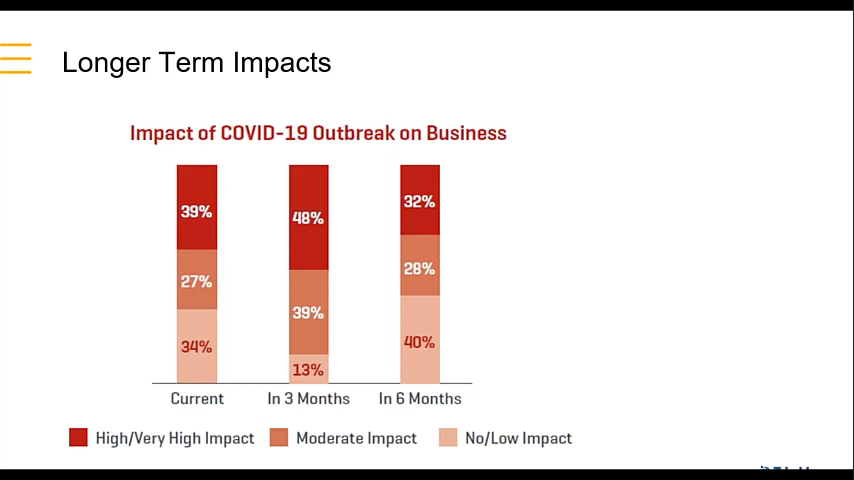 Longer Term Impacts
Impact of COVID-19 Outbreak on Business
39% 48% 32%
27% 39% 28%
34% 13% 40%
Current In 3 Months In 6 Months
High/Very High Impact Moderate Impact No/Low Impact